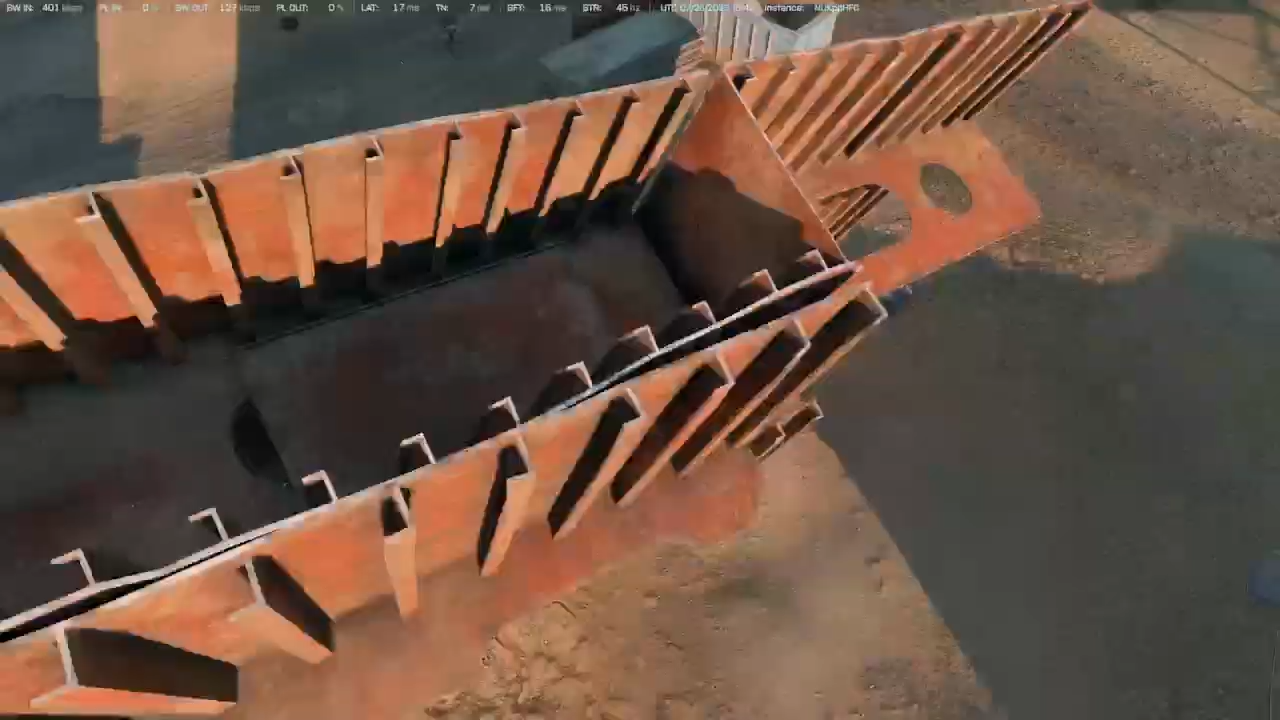 BW IN: 401 kbps PL IN: 0 % BW OUT: 127 kbps PL OUT: 0 % LAT: 17 ms TN: 7 SFT: 16 ms STR: 45 hz UTC Instance: